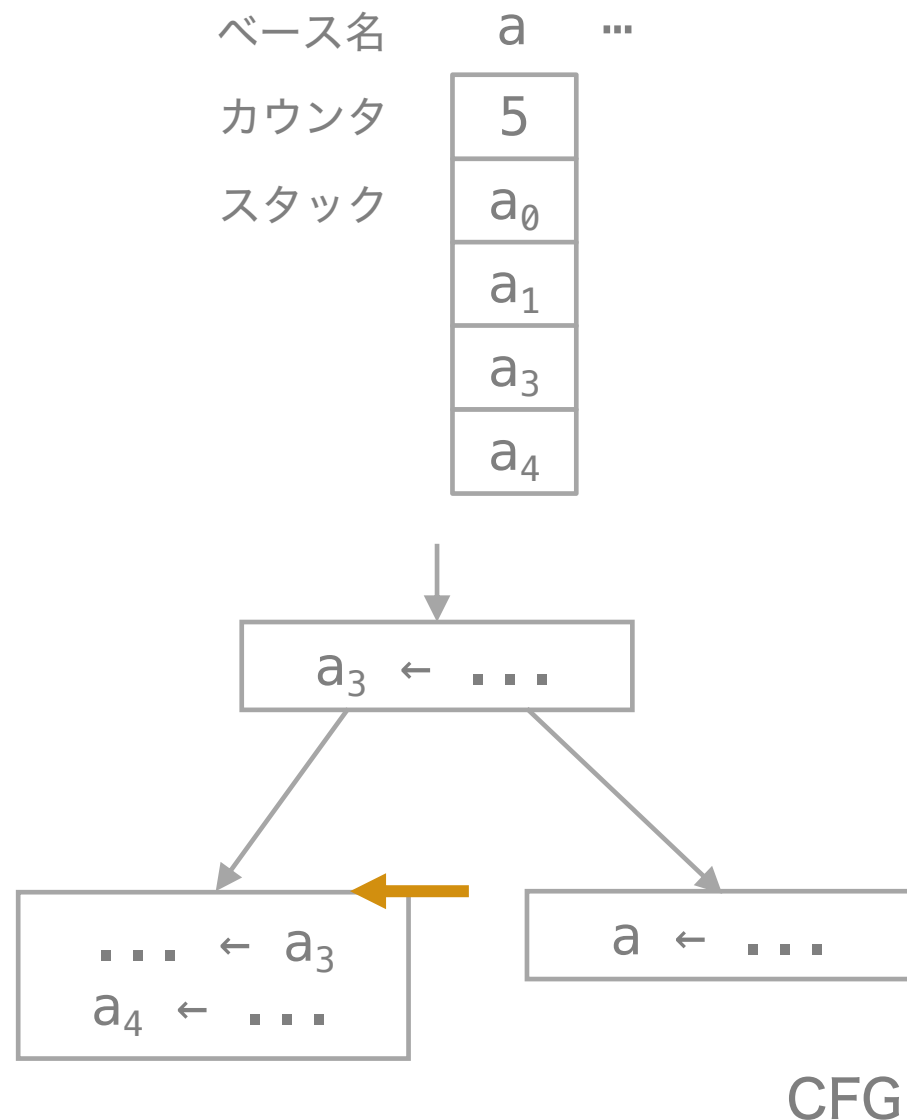 ベース名 a …
カウンタ 5
スタック a₀
a₁
a₃
a₄
a₃ ← ...
... ← a₃
a₄ ← ...
a ← ...
CFG